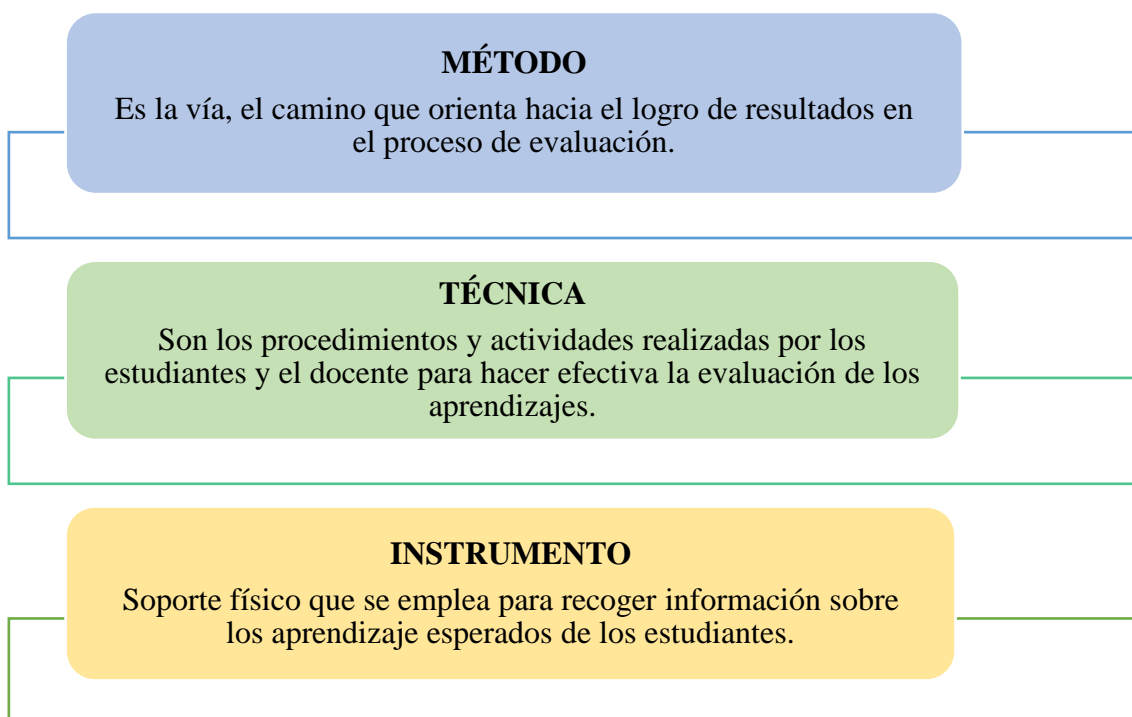 MÉTODO
Es la vía, el camino que orienta hacia el logro de resultados en
el proceso de evaluación.
TÉCNICA
Son los procedimientos y actividades realizadas por los
estudiantes y el docente para hacer efectiva la evaluación de los
aprendizajes.
INSTRUMENTO
Soporte físico que se emplea para recoger información sobre
los aprendizaje esperados de los estudiantes.